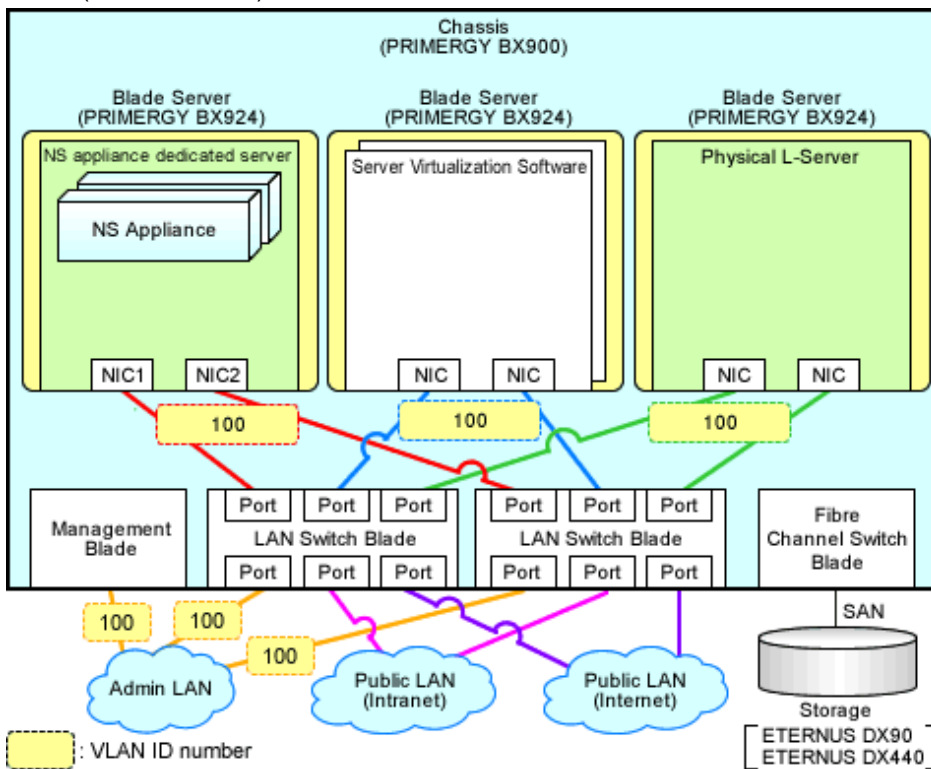 Chassis
(PRIMERGY BX900)
Blade Server
(PRIMERGY BX924)
Blade Server
(PRIMERGY BX924)
Blade Server
(PRIMERGY BX924)
NS appliance dedicated server
NS Appliance
Server Virtualization Software
Physical L-Server
NIC1
NIC2
NIC
NIC
NIC
NIC
100
100
100
Management
Blade
Port
Port
Port
LAN Switch Blade
Port
Port
Port
Port
Port
Port
LAN Switch Blade
Port
Port
Port
Fibre
Channel Switch
Blade
100
100
100
SAN
Admin LAN
Public LAN
(Intranet)
Public LAN
(Internet)
Storage
ETERNUS DX90
ETERNUS DX440
: VLAN ID number